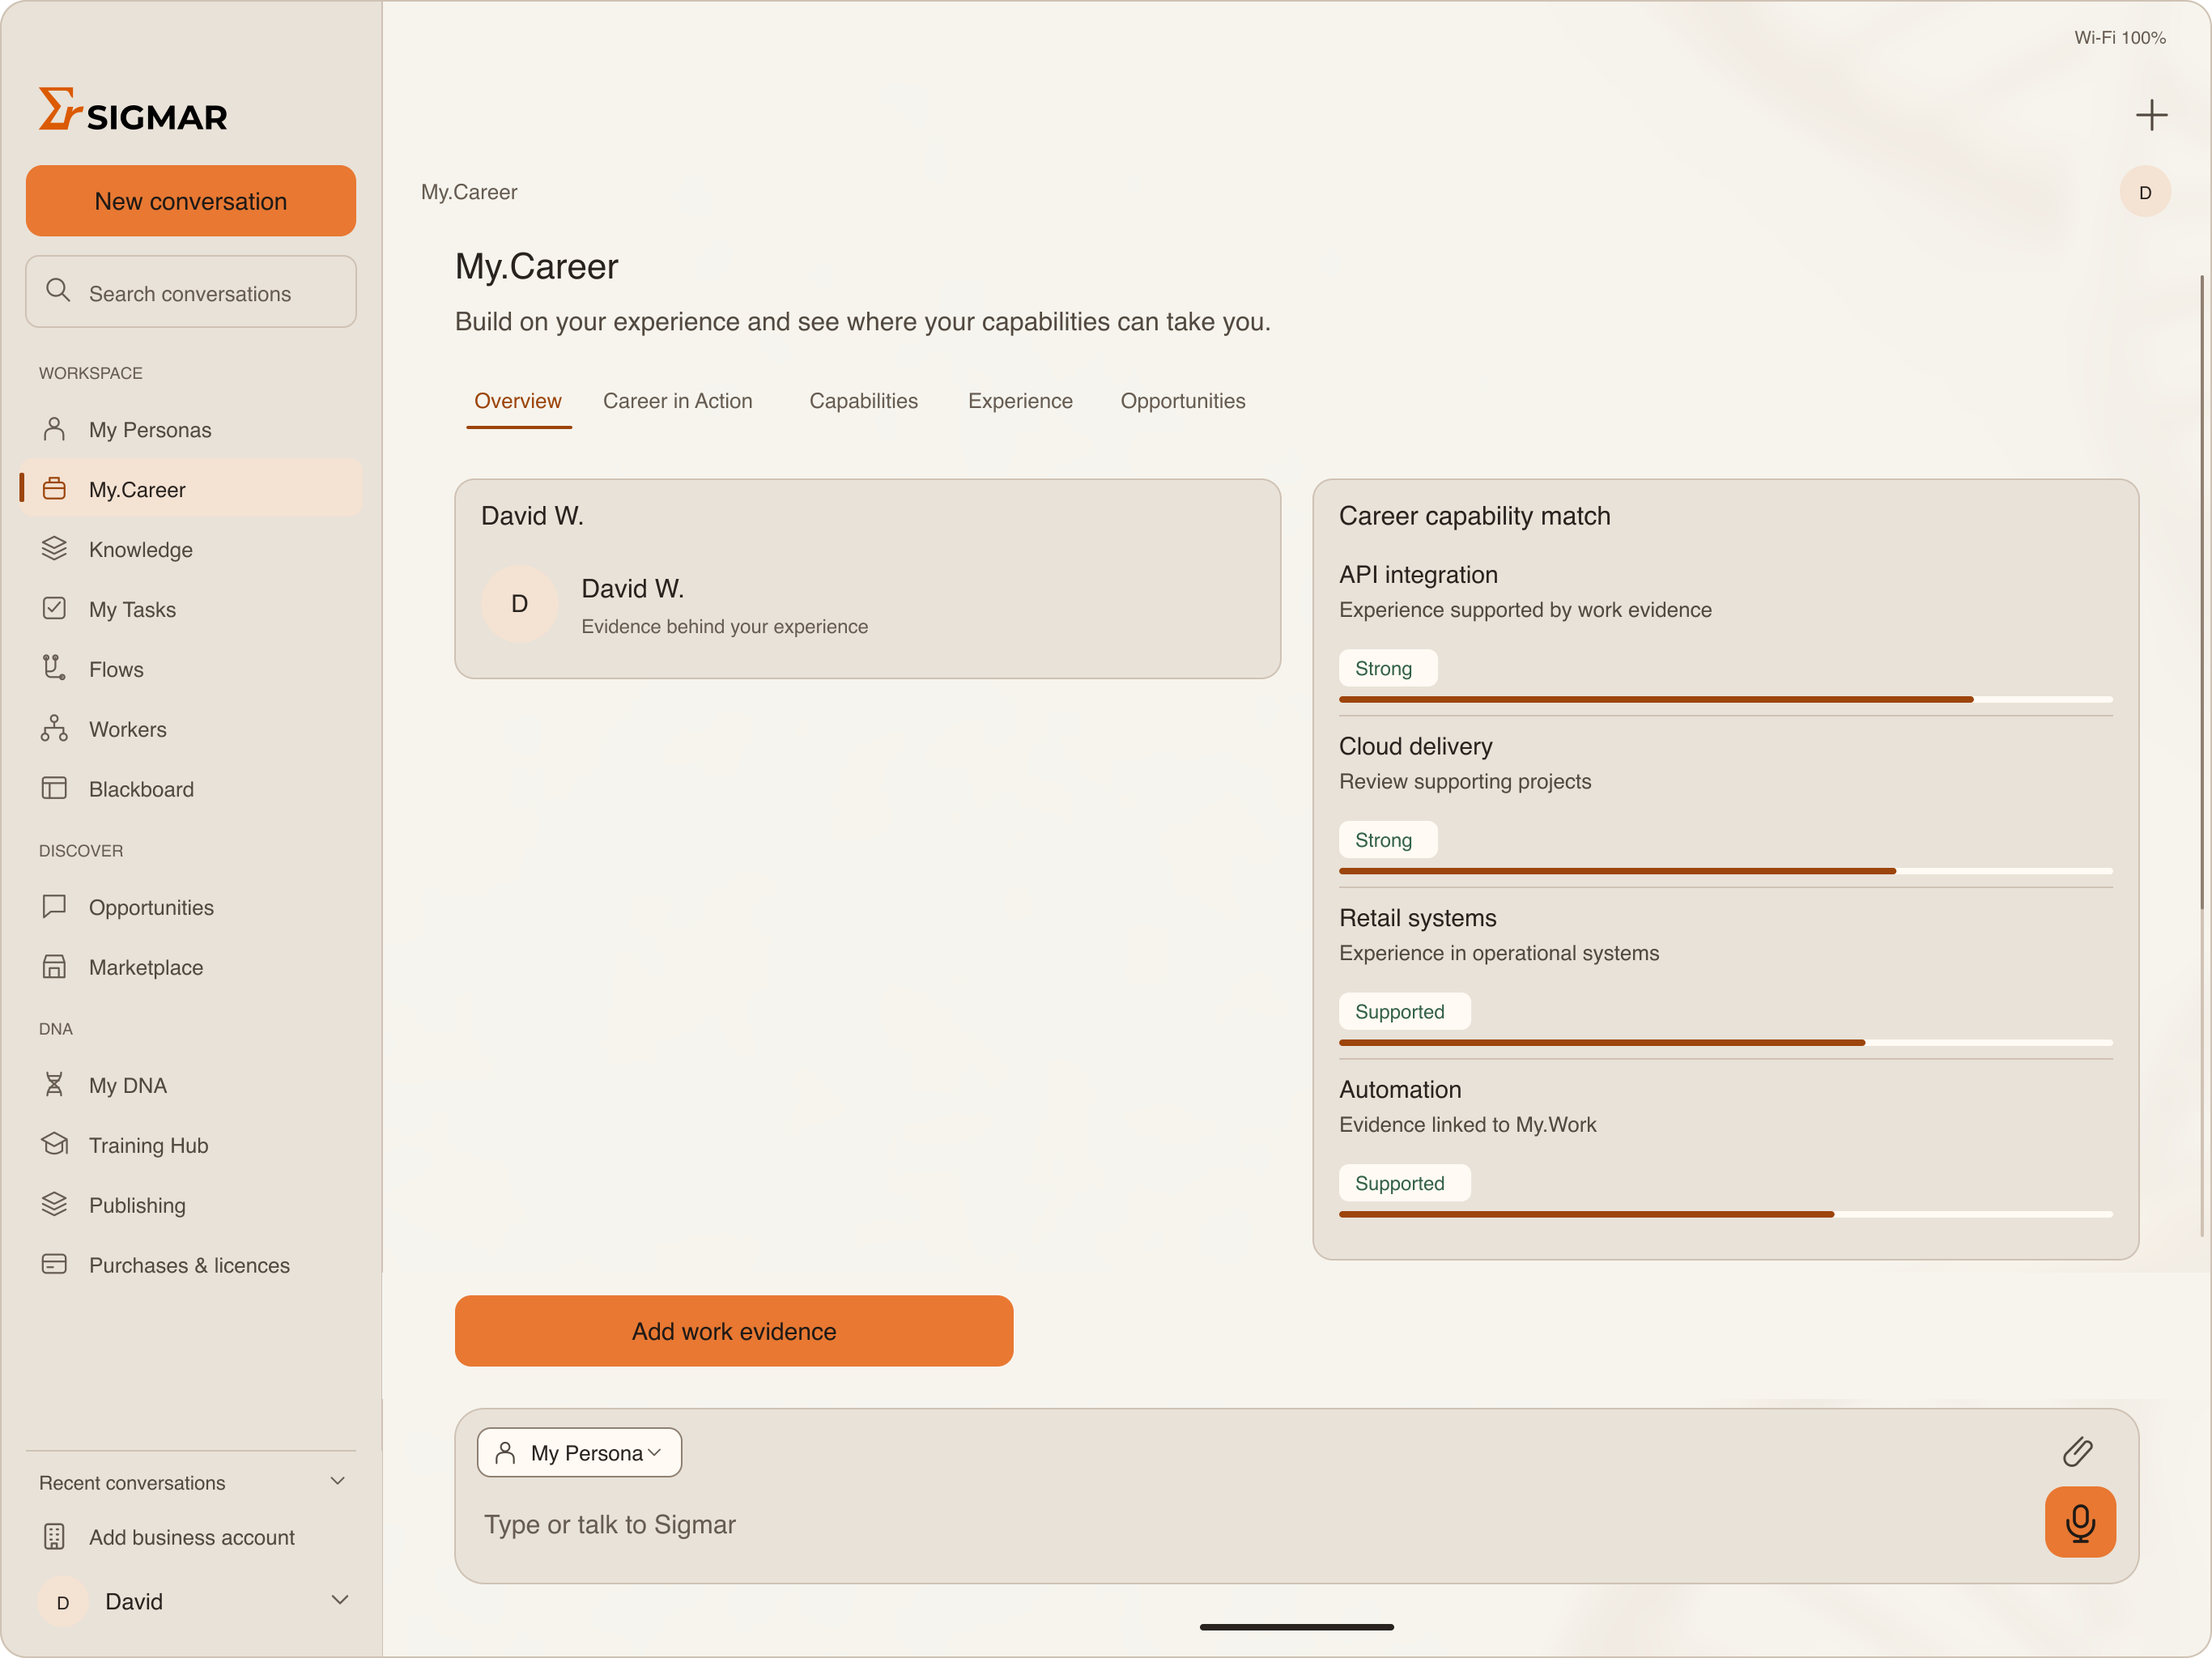 Wi-Fi 100%
Σr SIGMAR
New conversation
Search conversations
WORKSPACE
My Personas
My.Career
Knowledge
My Tasks
Flows
Workers
Blackboard
DISCOVER
Opportunities
Marketplace
DNA
My DNA
Training Hub
Publishing
Purchases & licences
Recent conversations
Add business account
D
David
My.Career
D
My.Career
Build on your experience and see where your capabilities can take you.
Overview
Career in Action
Capabilities
Experience
Opportunities
David W.
D
David W.
Evidence behind your experience
Career capability match
API integration
Experience supported by work evidence
Strong
Cloud delivery
Review supporting projects
Strong
Retail systems
Experience in operational systems
Supported
Automation
Evidence linked to My.Work
Supported
Add work evidence
My Persona
Type or talk to Sigmar